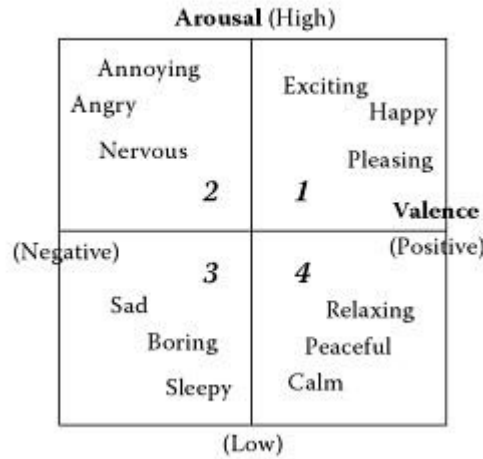 Arousal (High)
Annoying
Exciting
Angry
Happy
Nervous
Pleasing
2
1
Valence
(Negative)
(Positive)
3
4
Sad
Relaxing
Boring
Peaceful
Sleepy
Calm
(Low)